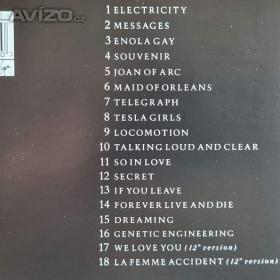 AVÍZO.cz
1 ELECTRICITY
2 MESSAGES
3 ENOLA GAY
4 SOUVENIR
5 JOAN OF ARC
6 MAID OF ORLEANS
7 TELEGRAPH
8 TESLA GIRLS
9 LOCOMOTION
10 TALKING LOUD AND CLEAR
11 SO IN LOVE
12 SECRET
13 IF YOU LEAVE
14 FOREVER LIVE AND DIE
15 DREAMING
16 GENETIC ENGINEERING
17 WE LOVE YOU (12" version)
18 LA FEMME ACCIDENT (12" version)